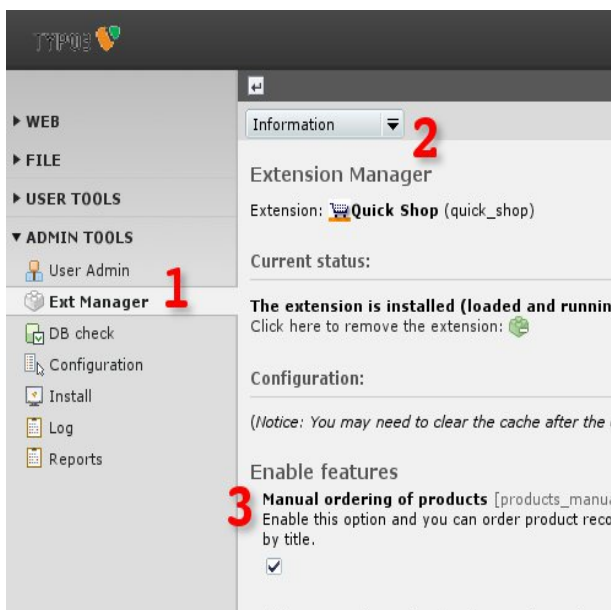 TYPO3
WEB
FILE
USER TOOLS
ADMIN TOOLS
User Admin
Ext Manager
1
DB check
Configuration
Install
Log
Reports
Information
2
Extension Manager
Extension: Quick Shop (quick_shop)
Current status:
The extension is installed (loaded and runnin
Click here to remove the extension:
Configuration:
(Notice: You may need to clear the cache after the
Enable features
3
Manual ordering of products [products_manu
Enable this option and you can order product reco
by title.